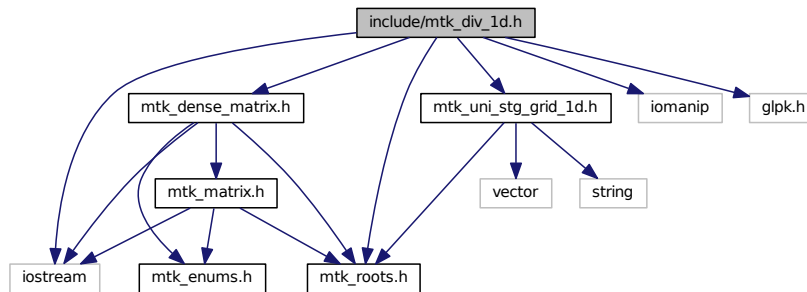 include/mtk_div_1d.h
mtk_dense_matrix.h
mtk_uni_stg_grid_1d.h
iomanip
glpk.h
mtk_matrix.h
vector
string
iostream
mtk_enums.h
mtk_roots.h